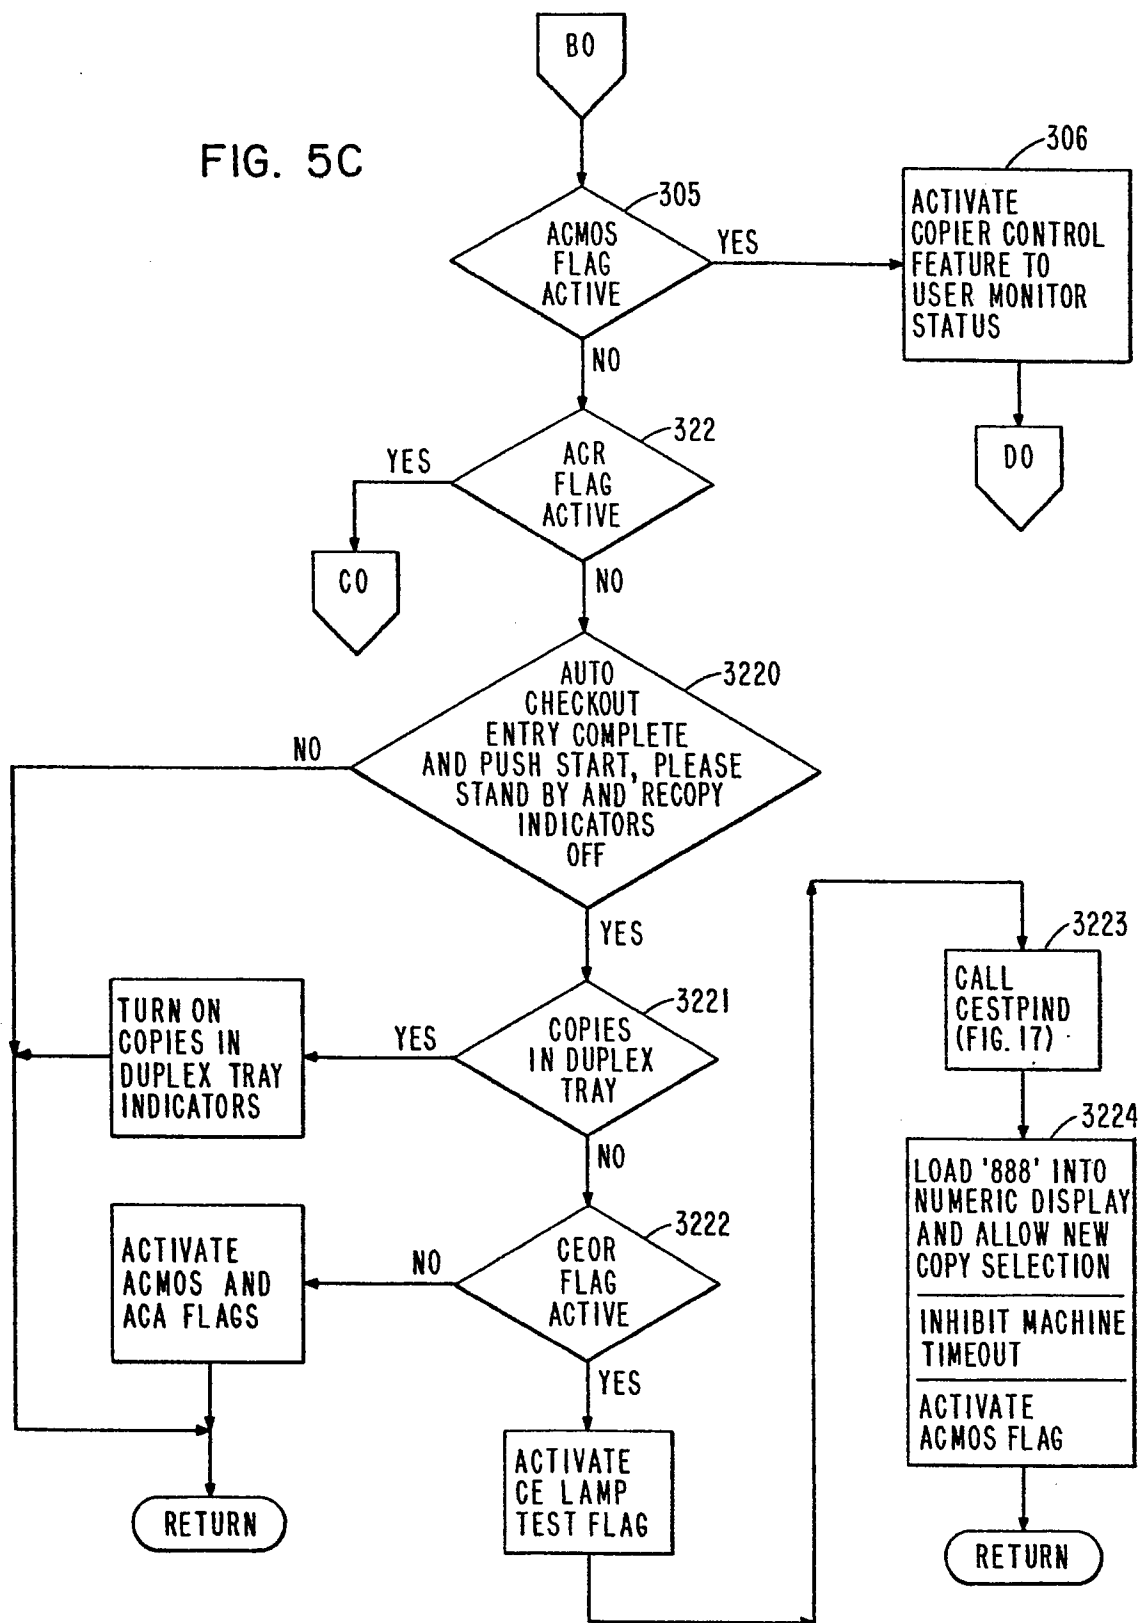 B0
FIG. 5C
305
ACMOS
FLAG
ACTIVE
YES
NO
306
ACTIVATE
COPIER CONTROL
FEATURE TO
USER MONITOR
STATUS
D0
322
ACR
FLAG
ACTIVE
YES
NO
C0
3220
AUTO
CHECKOUT
ENTRY COMPLETE
AND PUSH START, PLEASE
STAND BY AND RECOPY
INDICATORS
OFF
NO
YES
3221
COPIES
IN DUPLEX
TRAY
YES
NO
TURN ON
COPIES IN
DUPLEX TRAY
INDICATORS
3222
CEOR
FLAG
ACTIVE
NO
YES
ACTIVATE
ACMOS AND
ACA FLAGS
RETURN
ACTIVATE
CE LAMP
TEST FLAG
3223
CALL
CESTPIND
(FIG. 17)
3224
LOAD '888' INTO
NUMERIC DISPLAY
AND ALLOW NEW
COPY SELECTION
INHIBIT MACHINE
TIMEOUT
ACTIVATE
ACMOS FLAG
RETURN